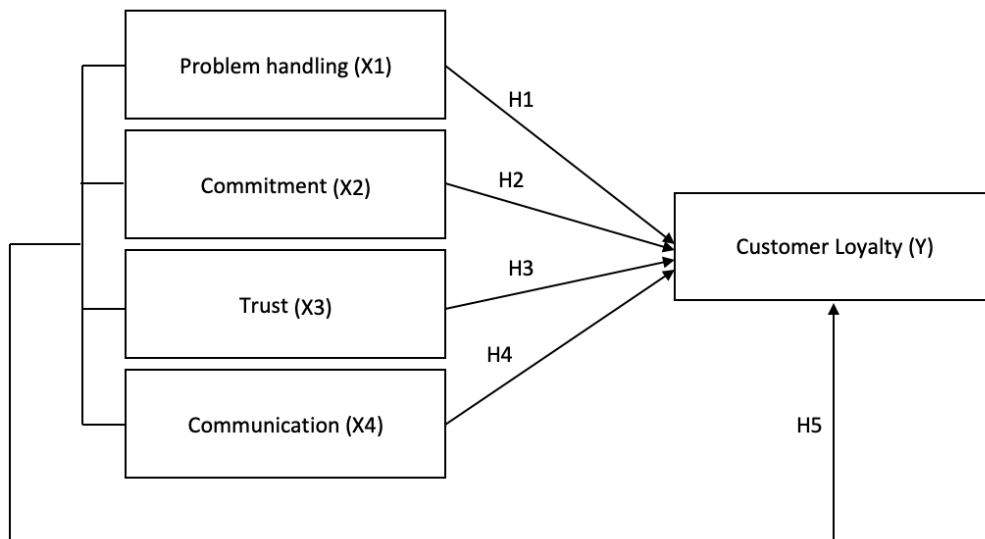 Problem handling (X1)
H1
Commitment (X2)
H2
Customer Loyalty (Y)
H3
Trust (X3)
H4
Communication (X4)
H5